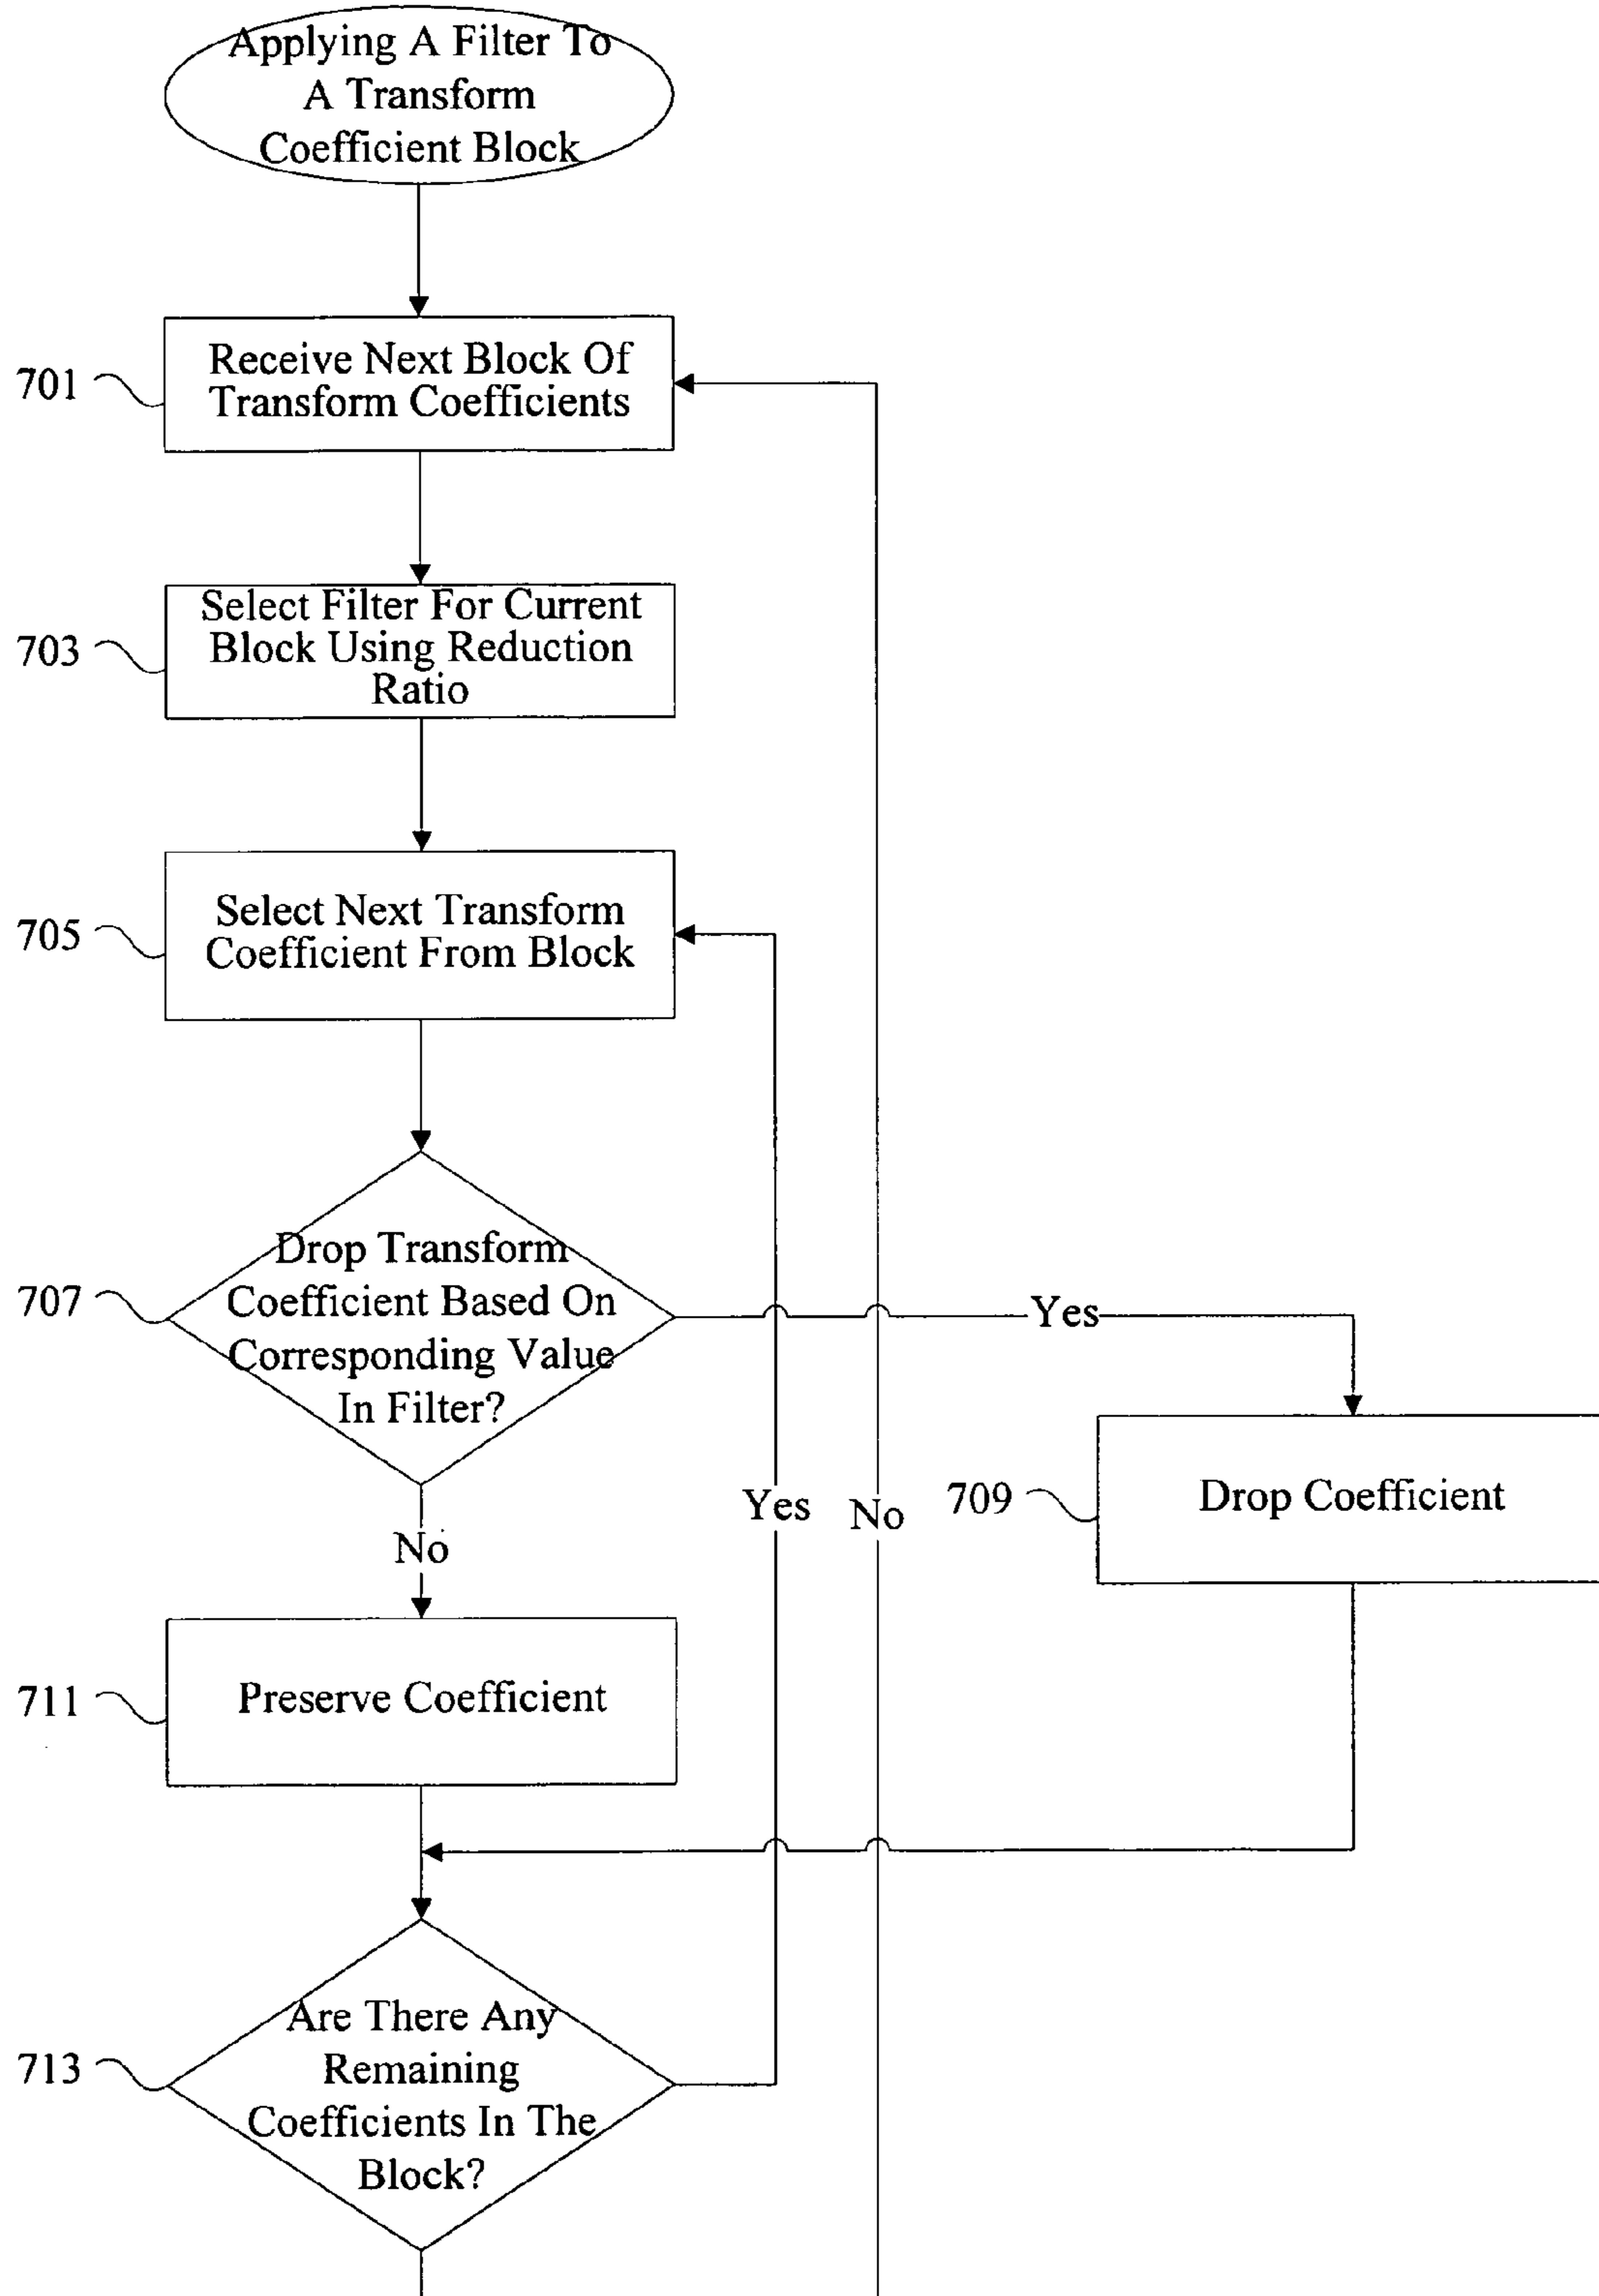 Applying A Filter To
A Transform
Coefficient Block
701
Receive Next Block Of
Transform Coefficients
703
Select Filter For Current
Block Using Reduction
Ratio
705
Select Next Transform
Coefficient From Block
707
Drop Transform
Coefficient Based On
Corresponding Value
In Filter?
Yes
709
Drop Coefficient
Yes
No
No
711
Preserve Coefficient
713
Are There Any
Remaining
Coefficients In The
Block?